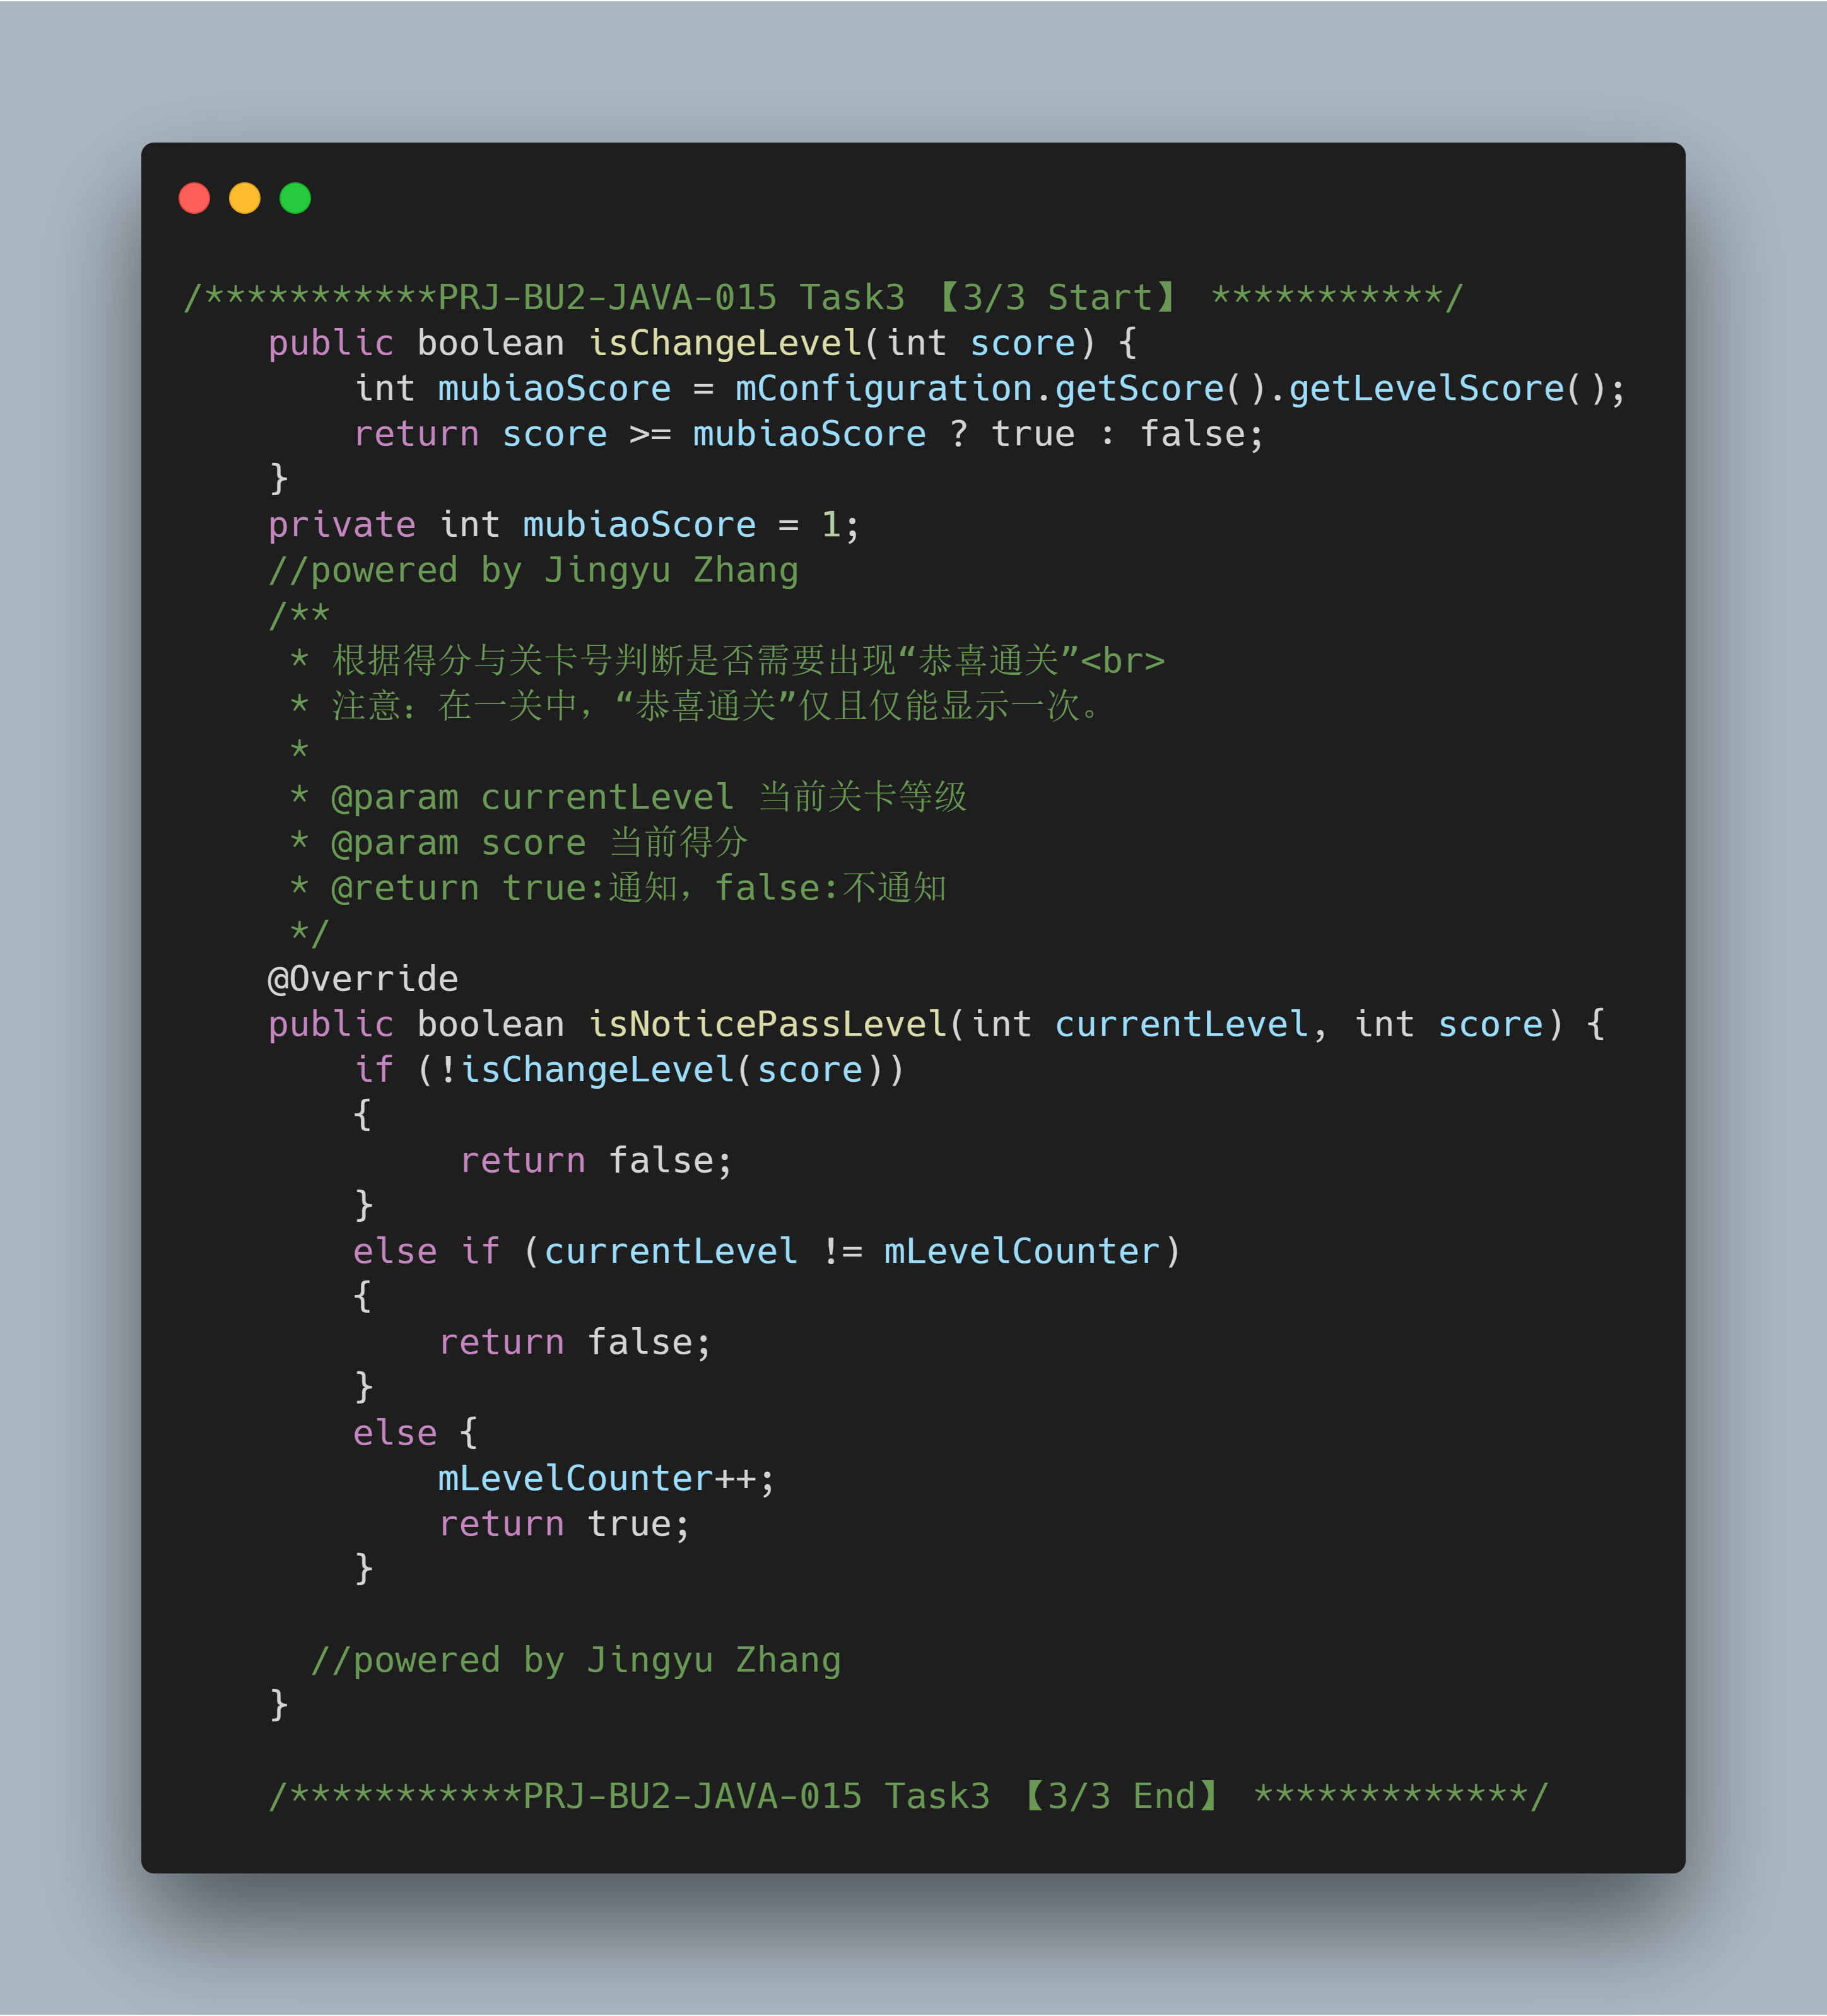 /***********PRJ-BU2-JAVA-015 Task3 【3/3 Start】 ***********/
    public boolean isChangeLevel(int score) {
        int mubiaoScore = mConfiguration.getScore().getLevelScore();
        return score >= mubiaoScore ? true : false;
    }
    private int mubiaoScore = 1;
    //powered by Jingyu Zhang
    /**
     * 根据得分与关卡号判断是否需要出现“恭喜通关”<br>
     * 注意：在一关中，“恭喜通关”仅且仅能显示一次。
     *
     * @param currentLevel 当前关卡等级
     * @param score 当前得分
     * @return true:通知，false:不通知
     */
    @Override
    public boolean isNoticePassLevel(int currentLevel, int score) {
        if (!isChangeLevel(score))
        {
             return false;
        }
        else if (currentLevel != mLevelCounter)
        {
            return false;
        }
        else {
            mLevelCounter++;
            return true;
        }
      //powered by Jingyu Zhang
    }
    /***********PRJ-BU2-JAVA-015 Task3 【3/3 End】 *************/